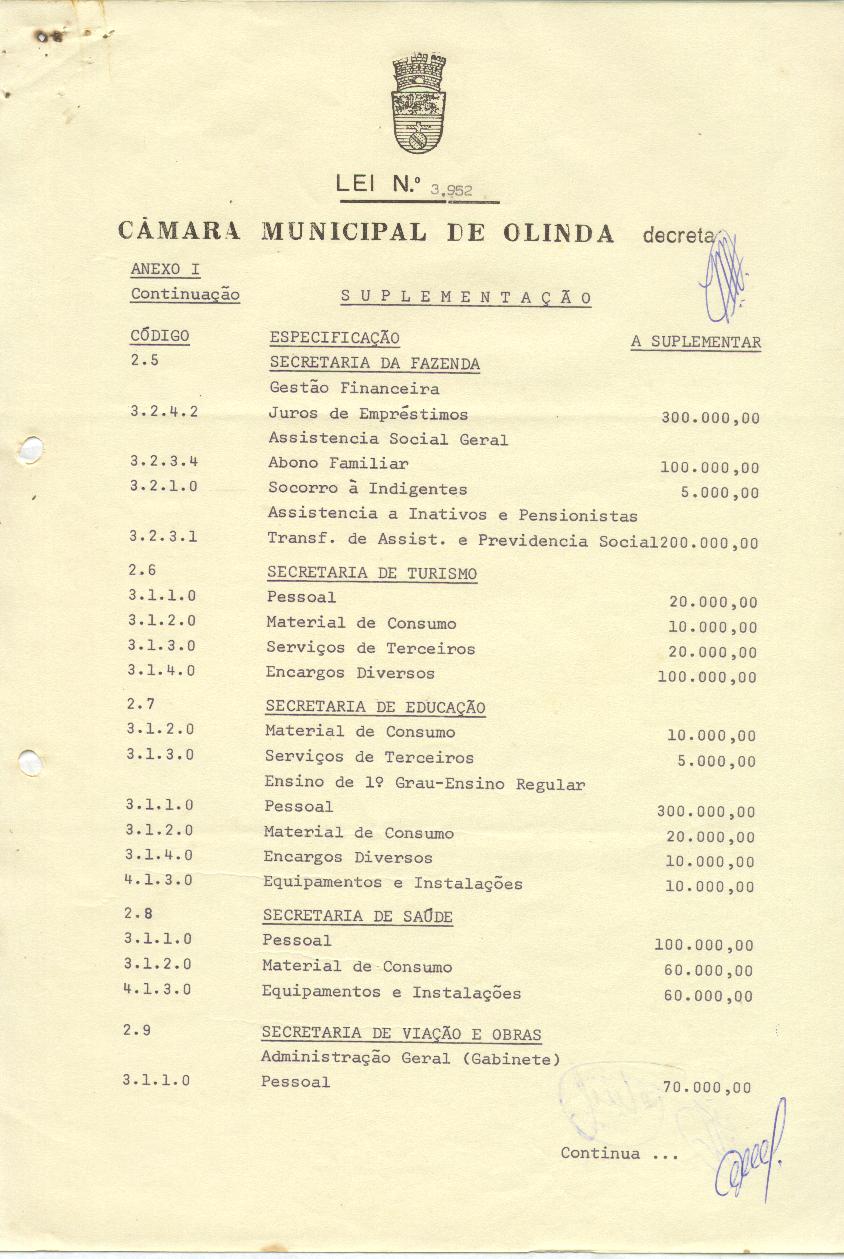 LEI N.º 3.952
CÂMARA MUNICIPAL DE OLINDA decreta
ANEXO I
Continuação SUPLEMENTAÇÃO
CÓDIGO ESPECIFICAÇÃO A SUPLEMENTAR
2.5 SECRETARIA DA FAZENDA
Gestão Financeira
3.2.4.2 Juros de Empréstimos 300.000,00
Assistencia Social Geral
3.2.3.4 Abono Familiar 100.000,00
3.2.1.0 Socorro à Indigentes 5.000,00
Assistencia a Inativos e Pensionistas
3.2.3.1 Transf. de Assist. e Previdencia Social 200.000,00
2.6 SECRETARIA DE TURISMO
3.1.1.0 Pessoal 20.000,00
3.1.2.0 Material de Consumo 10.000,00
3.1.3.0 Serviços de Terceiros 20.000,00
3.1.4.0 Encargos Diversos 100.000,00
2.7 SECRETARIA DE EDUCAÇÃO
3.1.2.0 Material de Consumo 10.000,00
3.1.3.0 Serviços de Terceiros 5.000,00
Ensino de 1º Grau-Ensino Regular
3.1.1.0 Pessoal 300.000,00
3.1.2.0 Material de Consumo 20.000,00
3.1.4.0 Encargos Diversos 10.000,00
4.1.3.0 Equipamentos e Instalações 10.000,00
2.8 SECRETARIA DE SAÚDE
3.1.1.0 Pessoal 100.000,00
3.1.2.0 Material de Consumo 60.000,00
4.1.3.0 Equipamentos e Instalações 60.000,00
2.9 SECRETARIA DE VIAÇÃO E OBRAS
Administração Geral (Gabinete)
3.1.1.0 Pessoal 70.000,00
Continua ...